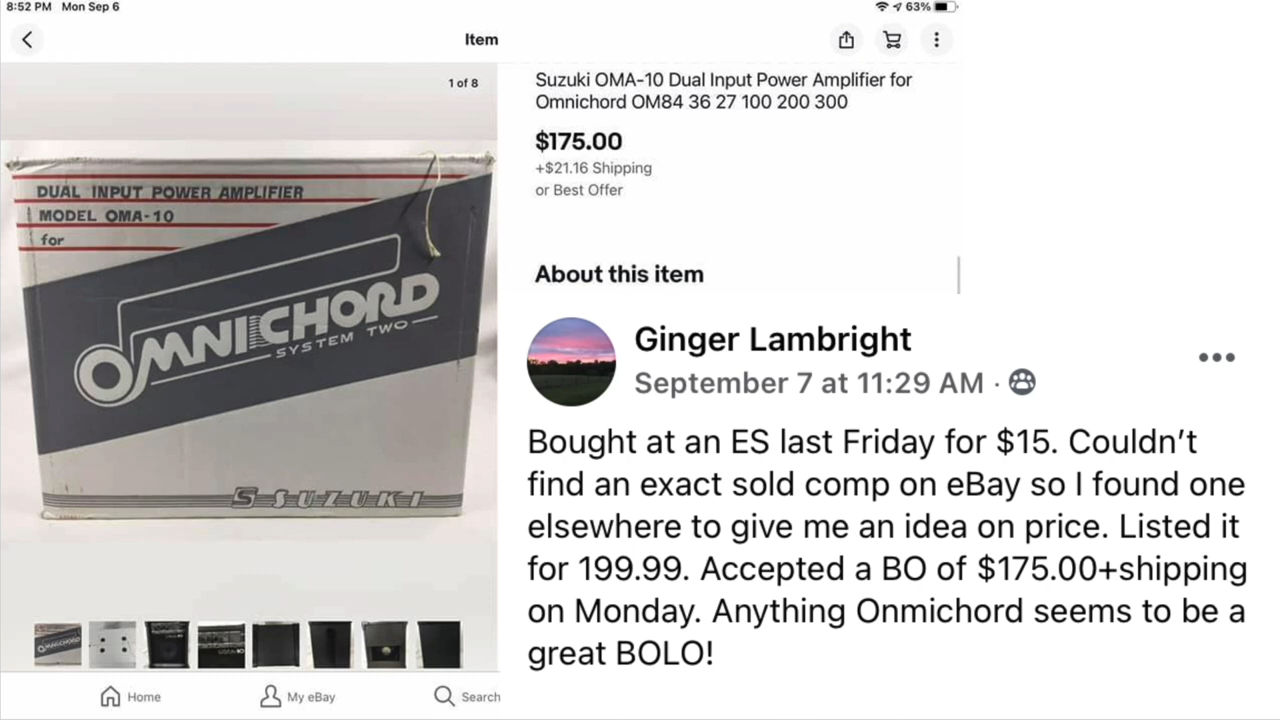 8:52 PM Mon Sep 6
63%
Item
1 of 8
DUAL INPUT POWER AMPLIFIER
MODEL OMA-10
for
OMNICHORD
SYSTEM TWO
SUZUKI
Home
My eBay
Search
Suzuki OMA-10 Dual Input Power Amplifier for
Omnichord OM84 36 27 100 200 300
$175.00
+$21.16 Shipping
or Best Offer
About this item
Ginger Lambright
September 7 at 11:29 AM ·
Bought at an ES last Friday for $15. Couldn't
find an exact sold comp on eBay so I found one
elsewhere to give me an idea on price. Listed it
for 199.99. Accepted a BO of $175.00+shipping
on Monday. Anything Onmichord seems to be a
great BOLO!